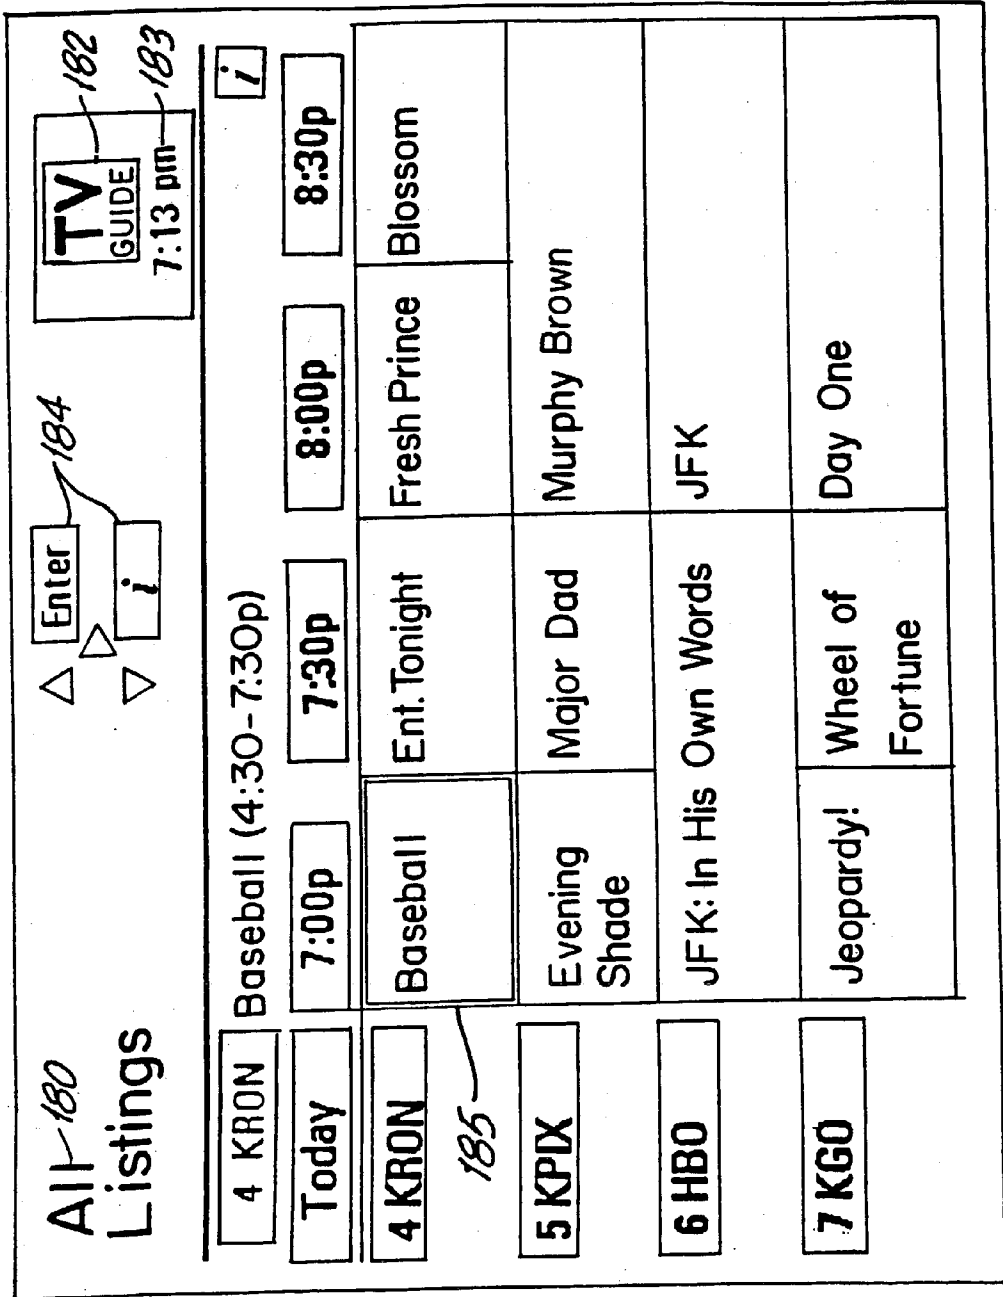 All 180
Listings
Enter 184
i
TV 182
GUIDE
7:13 pm 183
4 KRON Baseball (4:30-7:30p) i
Today 7:00p 7:30p 8:00p 8:30p
4 KRON Baseball Ent. Tonight Fresh Prince Blossom
185
5 KPIX Evening Shade Major Dad Murphy Brown
6 HBO JFK: In His Own Words JFK
7 KGO Jeopardy! Wheel of Fortune Day One